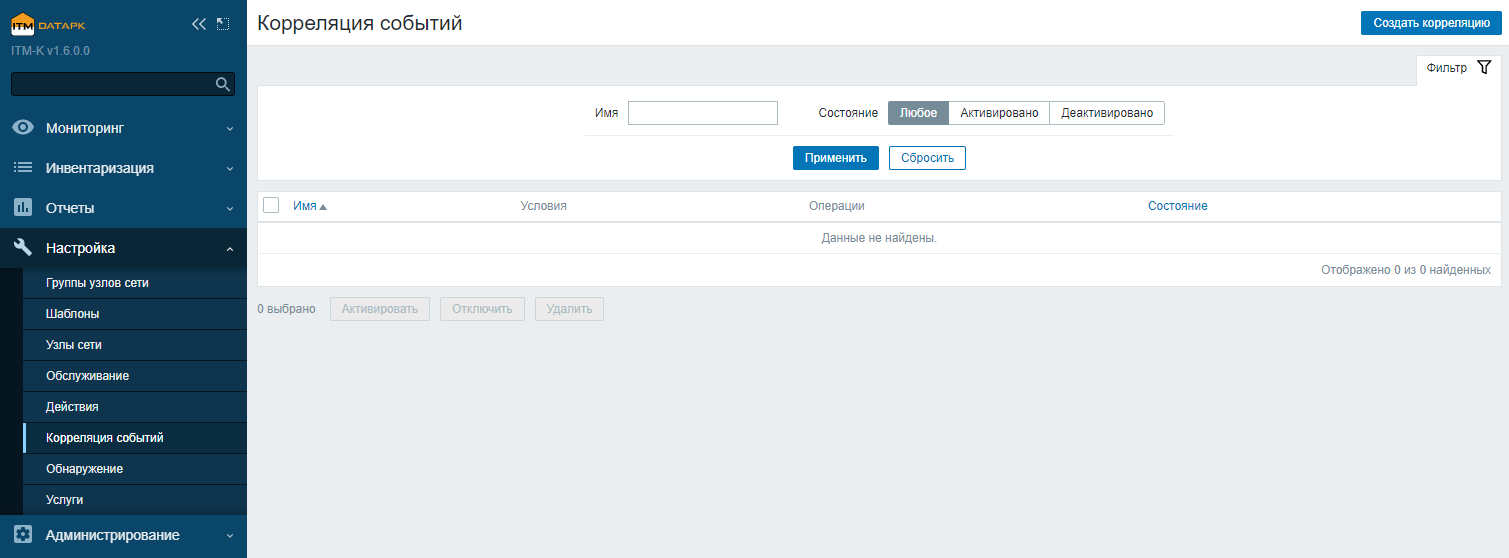 ITM DATAPK
ITM-K v1.6.0.0
Мониторинг
Инвентаризация
Отчеты
Настройка
Группы узлов сети
Шаблоны
Узлы сети
Обслуживание
Действия
Корреляция событий
Обнаружение
Услуги
Администрирование
Корреляция событий
Создать корреляцию
Фильтр
Имя
Состояние Любое Активировано Деактивировано
Применить Сбросить
Имя Условия Операции Состояние
Данные не найдены.
Отображено 0 из 0 найденных
0 выбрано Активировать Отключить Удалить